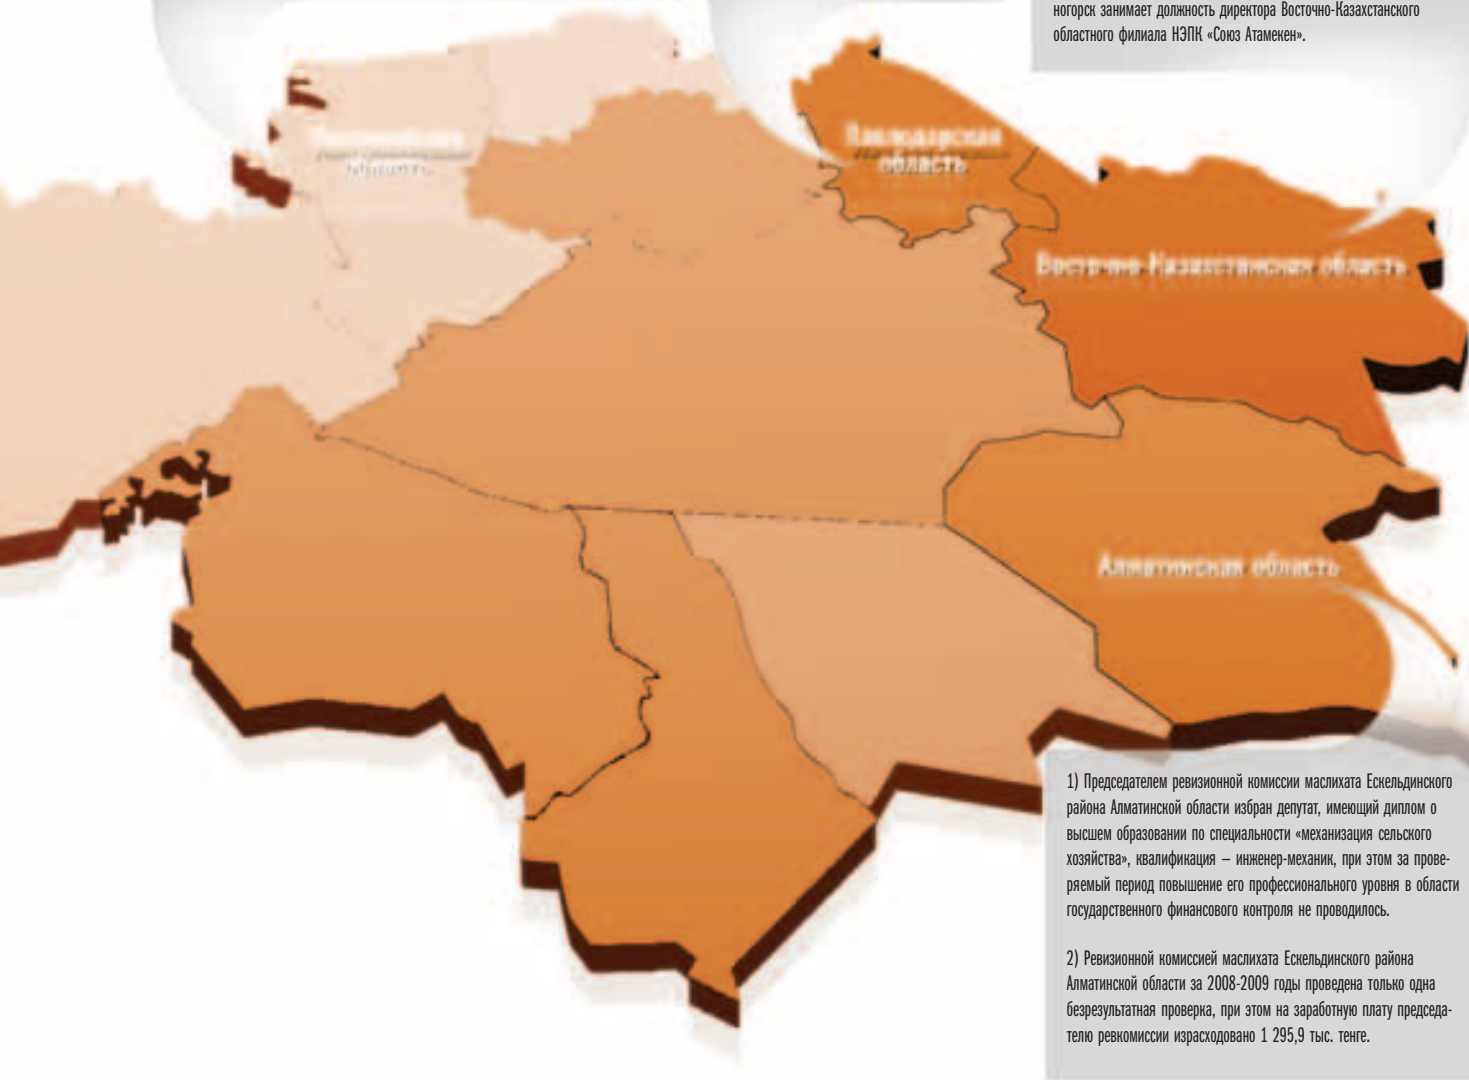 ногорск занимает должность директора Восточно-Казахстанского
областного филиала НЭПК «Союз Атамекен».
область
Павлодарская
область
Восточно-Казахстанская область
Алматинская область
1) Председателем ревизионной комиссии маслихата Ескельдинского
района Алматинской области избран депутат, имеющий диплом о
высшем образовании по специальности «механизация сельского
хозяйства», квалификация – инженер-механик, при этом за прове-
ряемый период повышение его профессионального уровня в области
государственного финансового контроля не проводилось.
2) Ревизионной комиссией маслихата Ескельдинского района
Алматинской области за 2008-2009 годы проведена только одна
безрезультатная проверка, при этом на заработную плату председа-
телю ревкомиссии израсходовано 1 295,9 тыс. тенге.